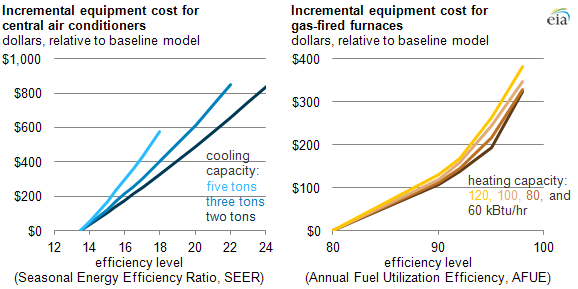 Incremental equipment cost for
central air conditioners
dollars, relative to baseline model
$1,000
$800
$600
$400
$200
$0
12
14
16
18
20
22
24
cooling
capacity:
five tons
three tons
two tons
efficiency level
(Seasonal Energy Efficiency Ratio, SEER)
Incremental equipment cost for
gas-fired furnaces
dollars, relative to baseline model
eia
$400
$300
$200
$100
$0
80
90
100
heating capacity:
120, 100, 80, and
60 kBtu/hr
efficiency level
(Annual Fuel Utilization Efficiency, AFUE)